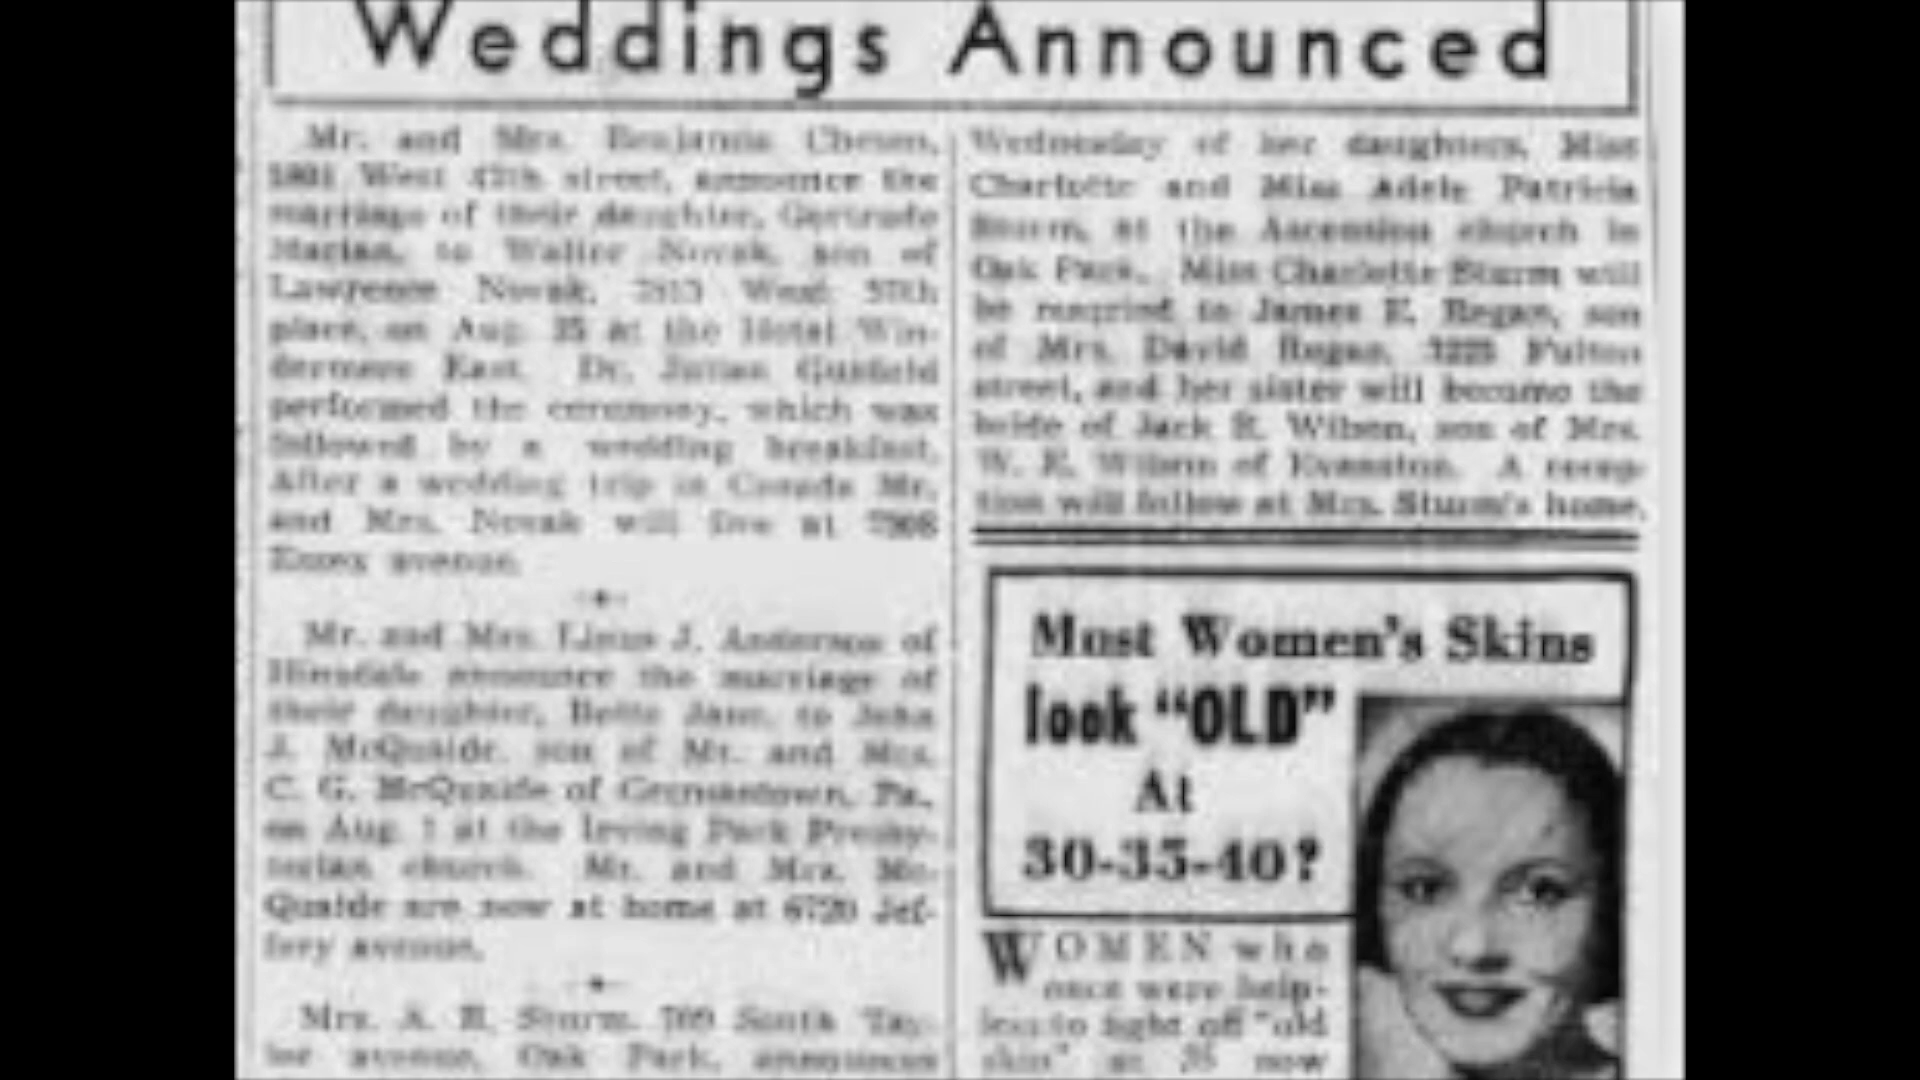 Weddings Announced
Mr. and Mrs. Benjamin Chesen,
1801 West 47th street, announce the
marriage of their daughter, Gertrude
Marian, to Walter Novak, son of
Lawrence Novak, West 57th
place, on Aug. 25 at the Hotel Win-
dermere East. Dr. Julian Gusfield
performed the ceremony, which was
followed by a wedding breakfast.
After a wedding trip in Canada Mr.
and Mrs. Novak will live at
Essex avenue.
Mr. and Mrs. Linus J. Anderson of
Hinsdale announce the marriage of
their daughter, Bette Jane, to John
J. McQuaide, son of Mr. and Mrs.
C. G. McQuaide of Germantown, Pa.,
on Aug. 1 at the Irving Park Presby-
terian church. Mr. and Mrs. Mc-
Quaide are now at home at 6720 Jef-
fery avenue.
Mrs. A. B. Sturm, 709 South Tay-
lor avenue, Oak Park, announces
Wednesday of her daughters, Miss
Charlotte and Miss Adele Patricia
Sturm, at the Ascension church in
Oak Park. Miss Charlotte Sturm will
be married to James E. Regan, son
of Mrs. David Regan, Fulton
street, and her sister will become the
bride of Jack R. Wilson, son of Mrs.
W. E. Wilson of Evanston. A recep-
tion will follow at Mrs. Sturm's home.
Most Women's Skins
look “OLD”
At
30-35-40?
WOMEN who
once were help-
less to fight off “old
skin” at 35 now